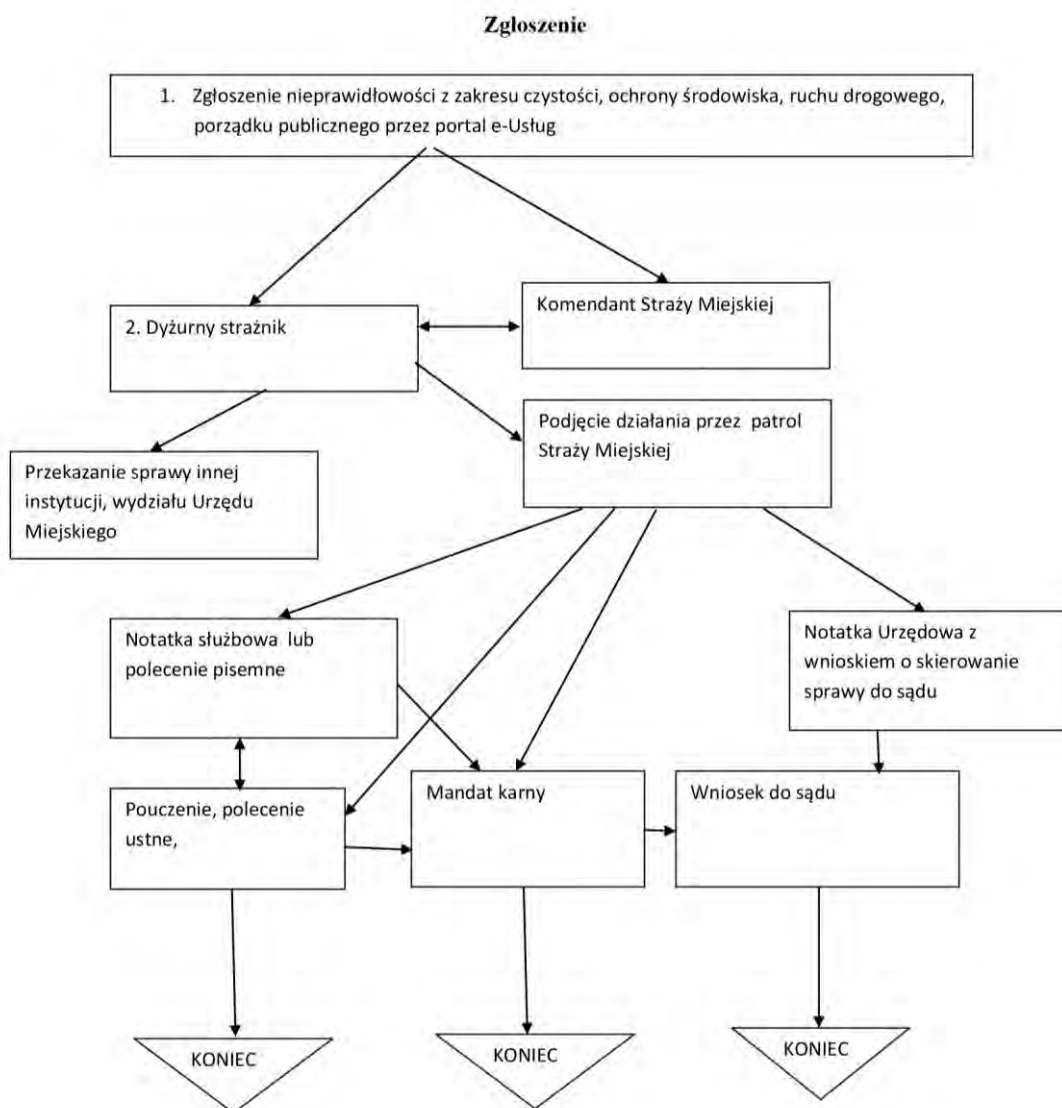 Zgłoszenie
1. Zgłoszenie nieprawidłowości z zakresu czystości, ochrony środowiska, ruchu drogowego,
porządku publicznego przez portal e-Usług
2. Dyżurny strażnik
Komendant Straży Miejskiej
Podjęcie działania przez patrol
Straży Miejskiej
Przekazanie sprawy innej
instytucji, wydziału Urzędu
Miejskiego
Notatka służbowa lub
polecenie pisemne
Notatka Urzędowa z
wnioskiem o skierowanie
sprawy do sądu
Pouczenie, polecenie
ustne,
Mandat karny
Wniosek do sądu
KONIEC
KONIEC
KONIEC